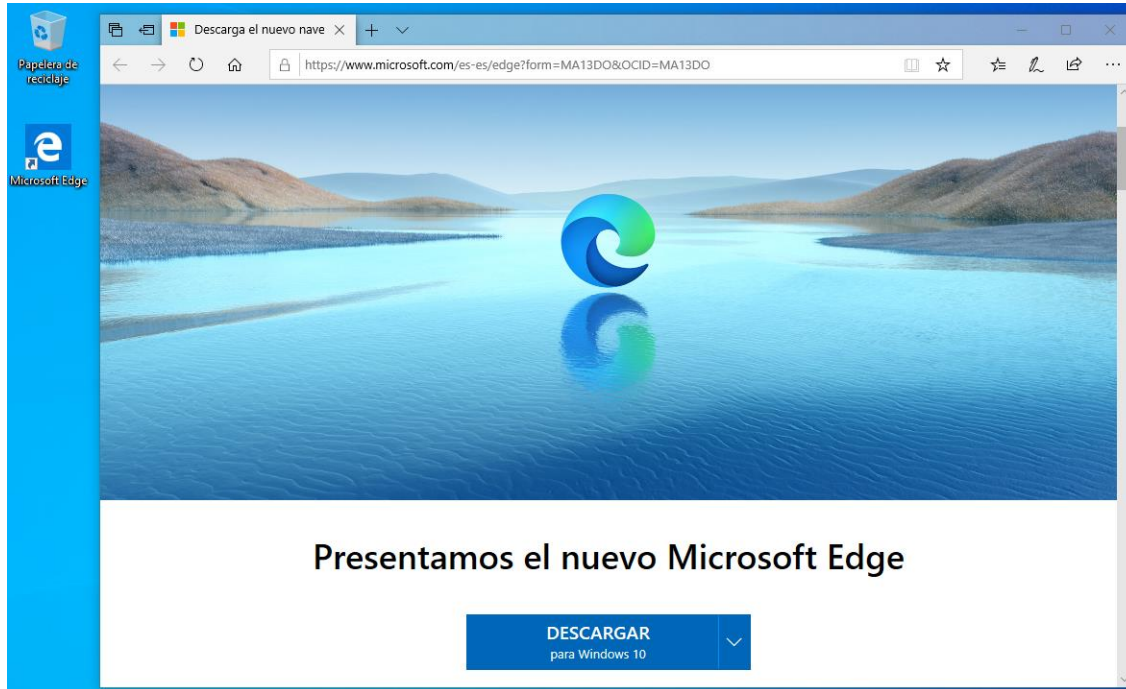 Papelera de
reciclaje
Microsoft Edge
Descarga el nuevo nave
https://www.microsoft.com/es-es/edge?form=MA13DO&OCID=MA13DO
Presentamos el nuevo Microsoft Edge
DESCARGAR
para Windows 10